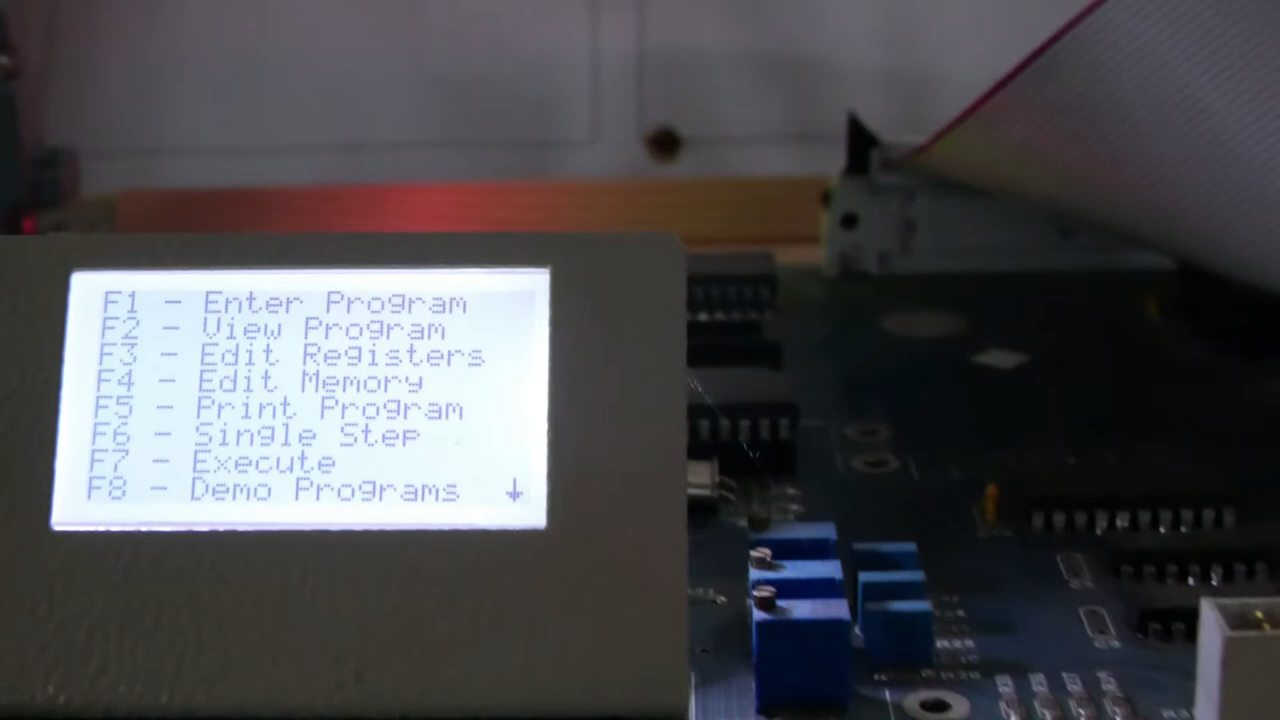 F1 - Enter Program
F2 - View Program
F3 - Edit Registers
F4 - Edit Memory
F5 - Print Program
F6 - Single Step
F7 - Execute
F8 - Demo Programs ↓